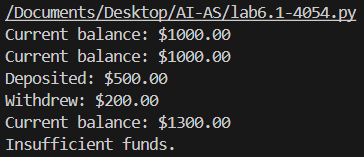 /Documents/Desktop/AI-AS/lab6.1-4054.py
Current balance: $1000.00
Current balance: $1000.00
Deposited: $500.00
Withdrew: $200.00
Current balance: $1300.00
Insufficient funds.